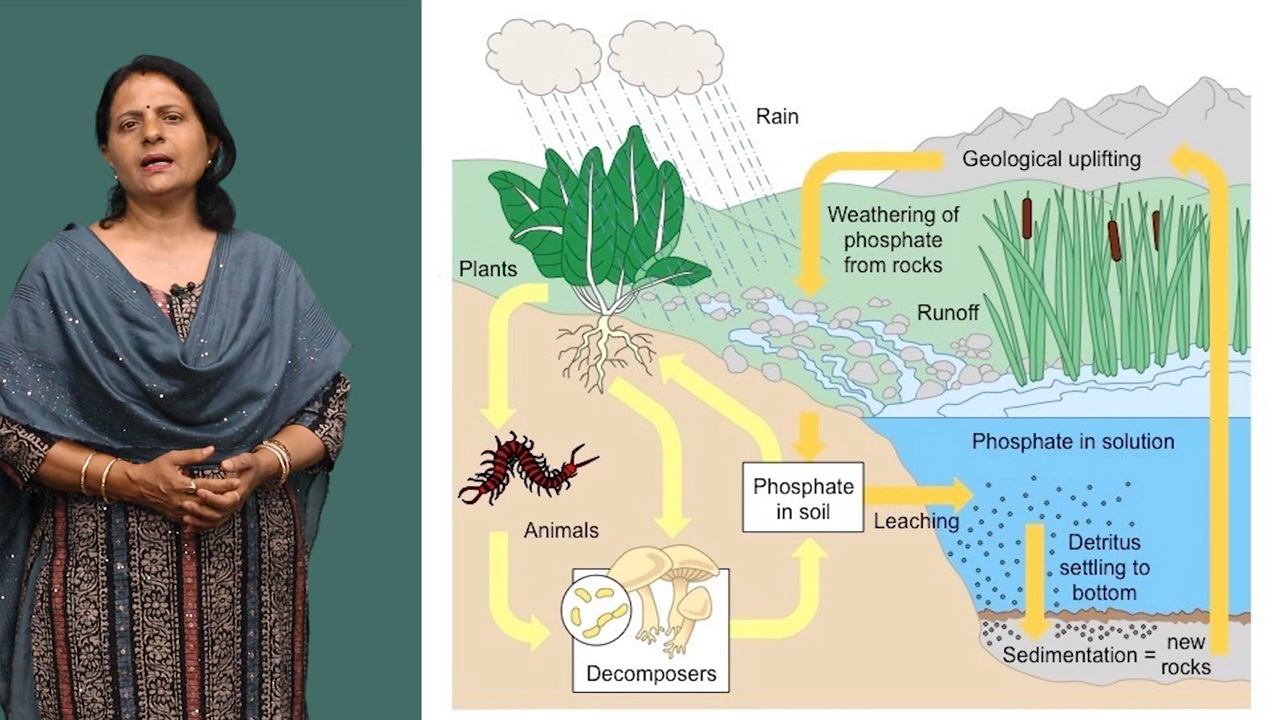 Rain
Geological uplifting
Weathering of
phosphate
from rocks
Plants
Runoff
Phosphate in solution
Phosphate
in soil
Leaching
Animals
Detritus
settling to
bottom
Decomposers
Sedimentation = new
rocks